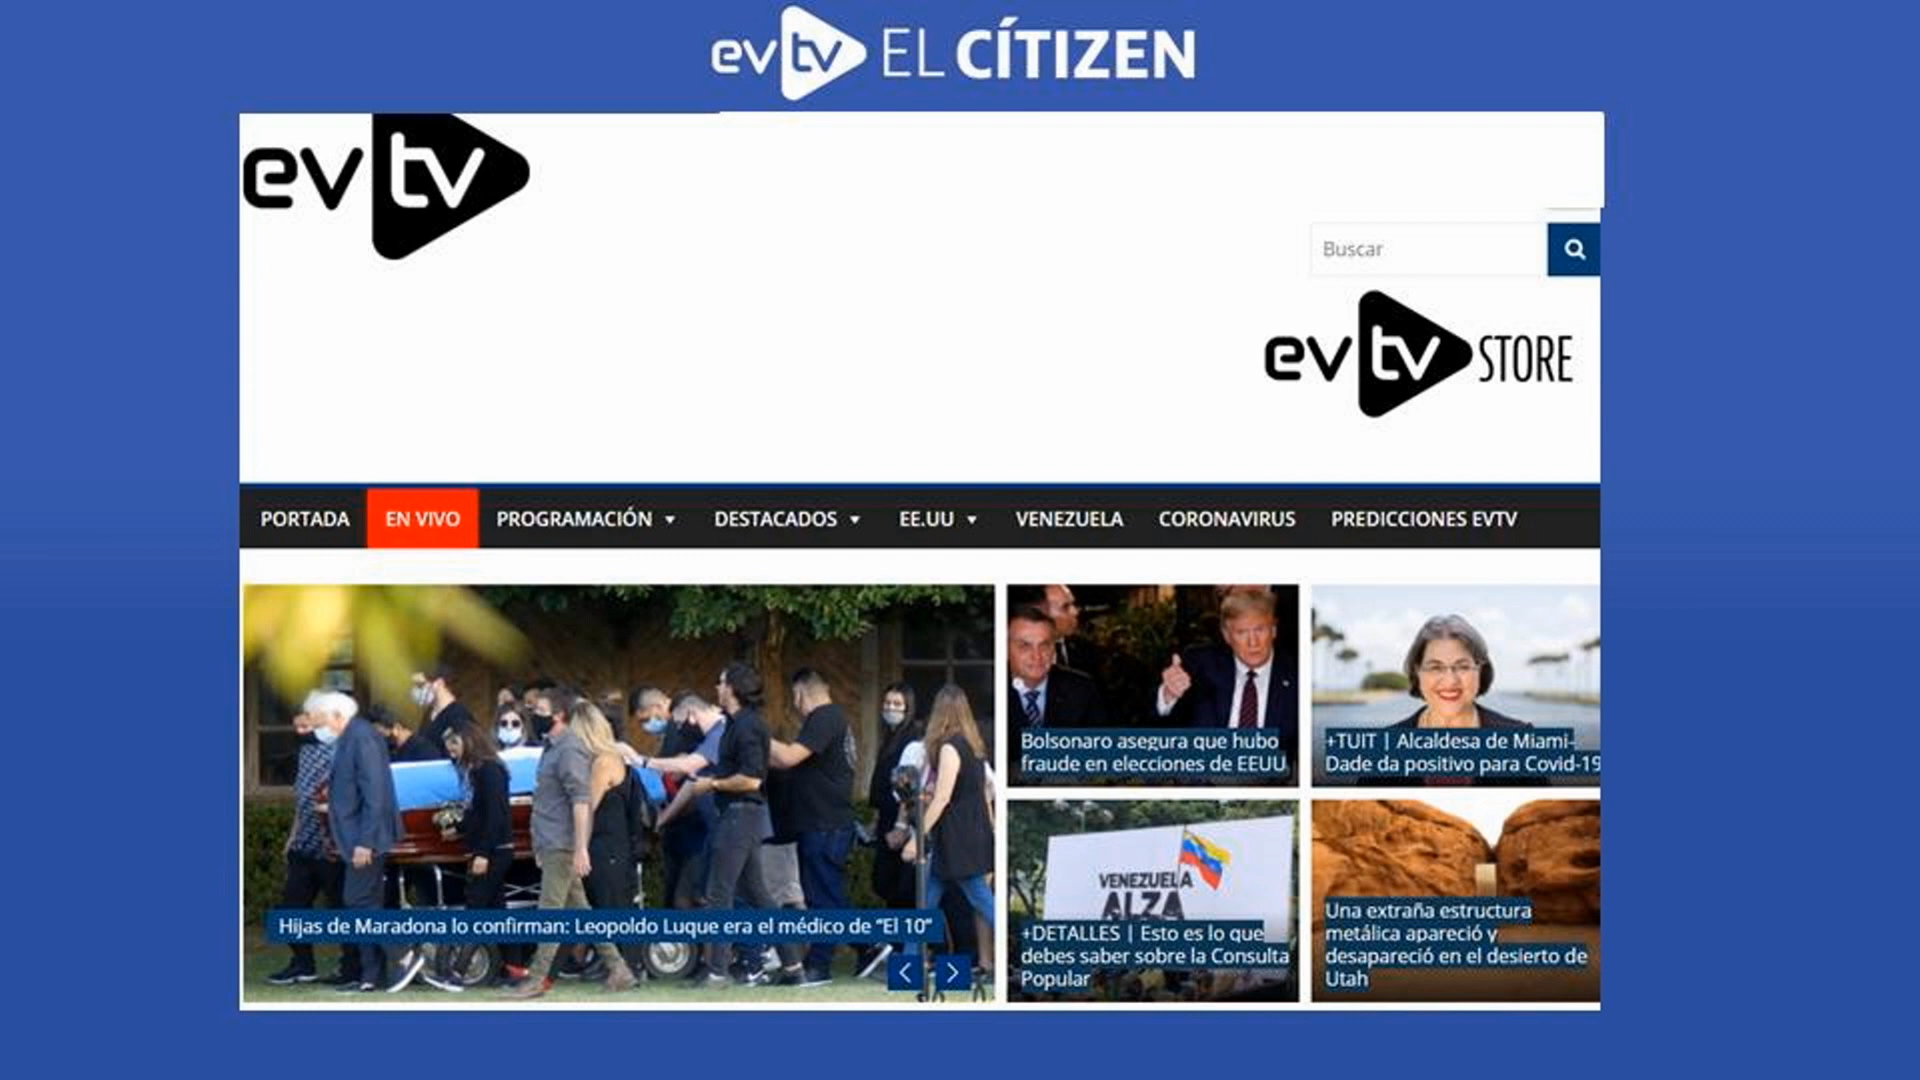 evtv EL CÍTIZEN
evtv
Buscar
evtv STORE
PORTADA EN VIVO PROGRAMACIÓN DESTACADOS EE.UU VENEZUELA CORONAVIRUS PREDICCIONES EVTV
Hijas de Maradona lo confirman: Leopoldo Luque era el médico de “El 10”
Bolsonaro asegura que hubo
fraude en elecciones de EEUU
+TUIT | Alcaldesa de Miami-
Dade da positivo para Covid-19
VENEZUELA
ALZA
+DETALLES | Esto es lo que
debes saber sobre la Consulta
Popular
Una extraña estructura
metálica apareció y
desapareció en el desierto de
Utah